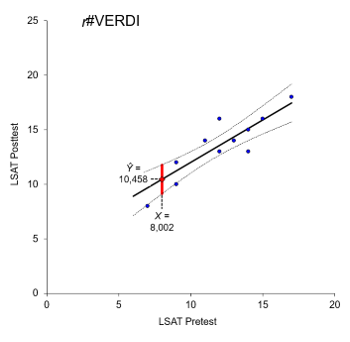 r#VERDI
25
20
15
10
5
0
Ŷ =
10,458
X =
8,002
0 5 10 15 20
LSAT Posttest
LSAT Pretest